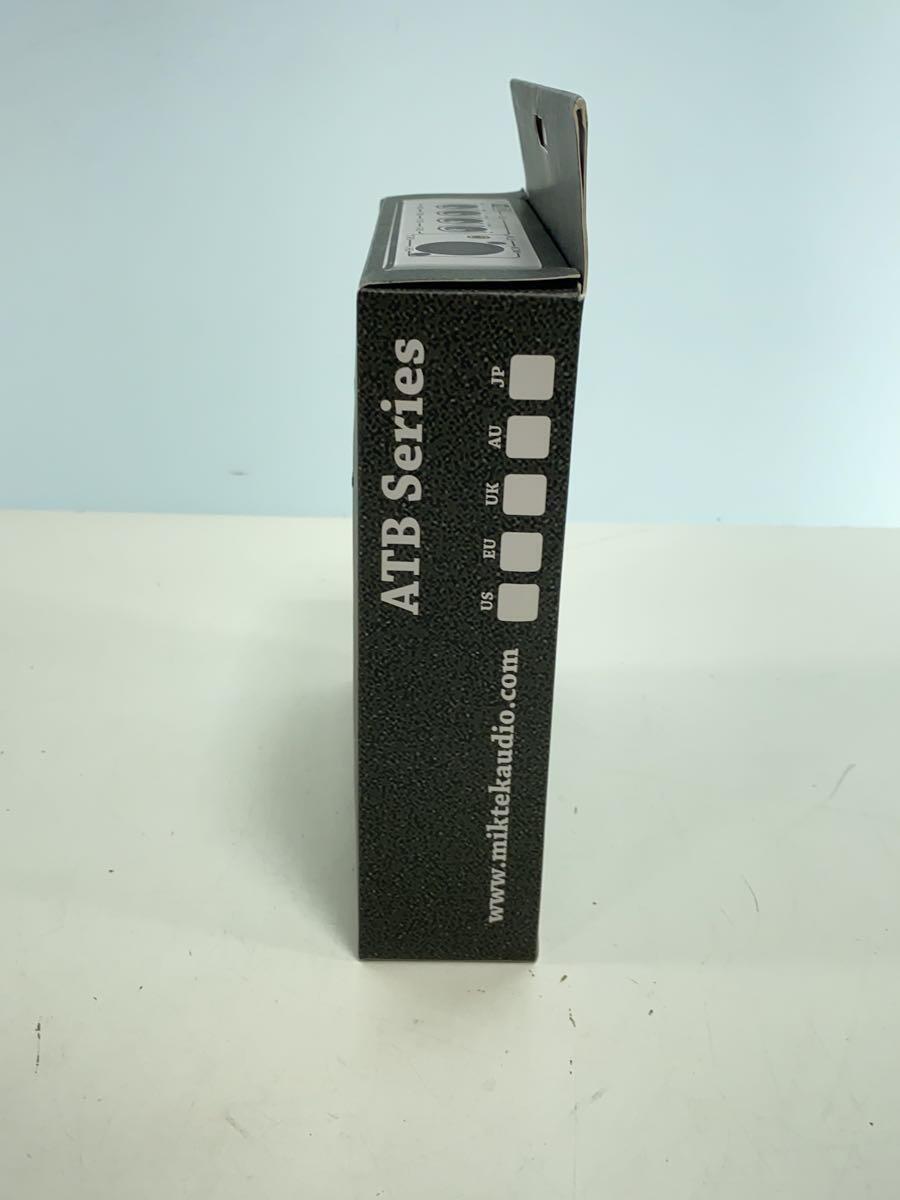 ATB Series
US EU UK AU JP
www.miktekaudio.com